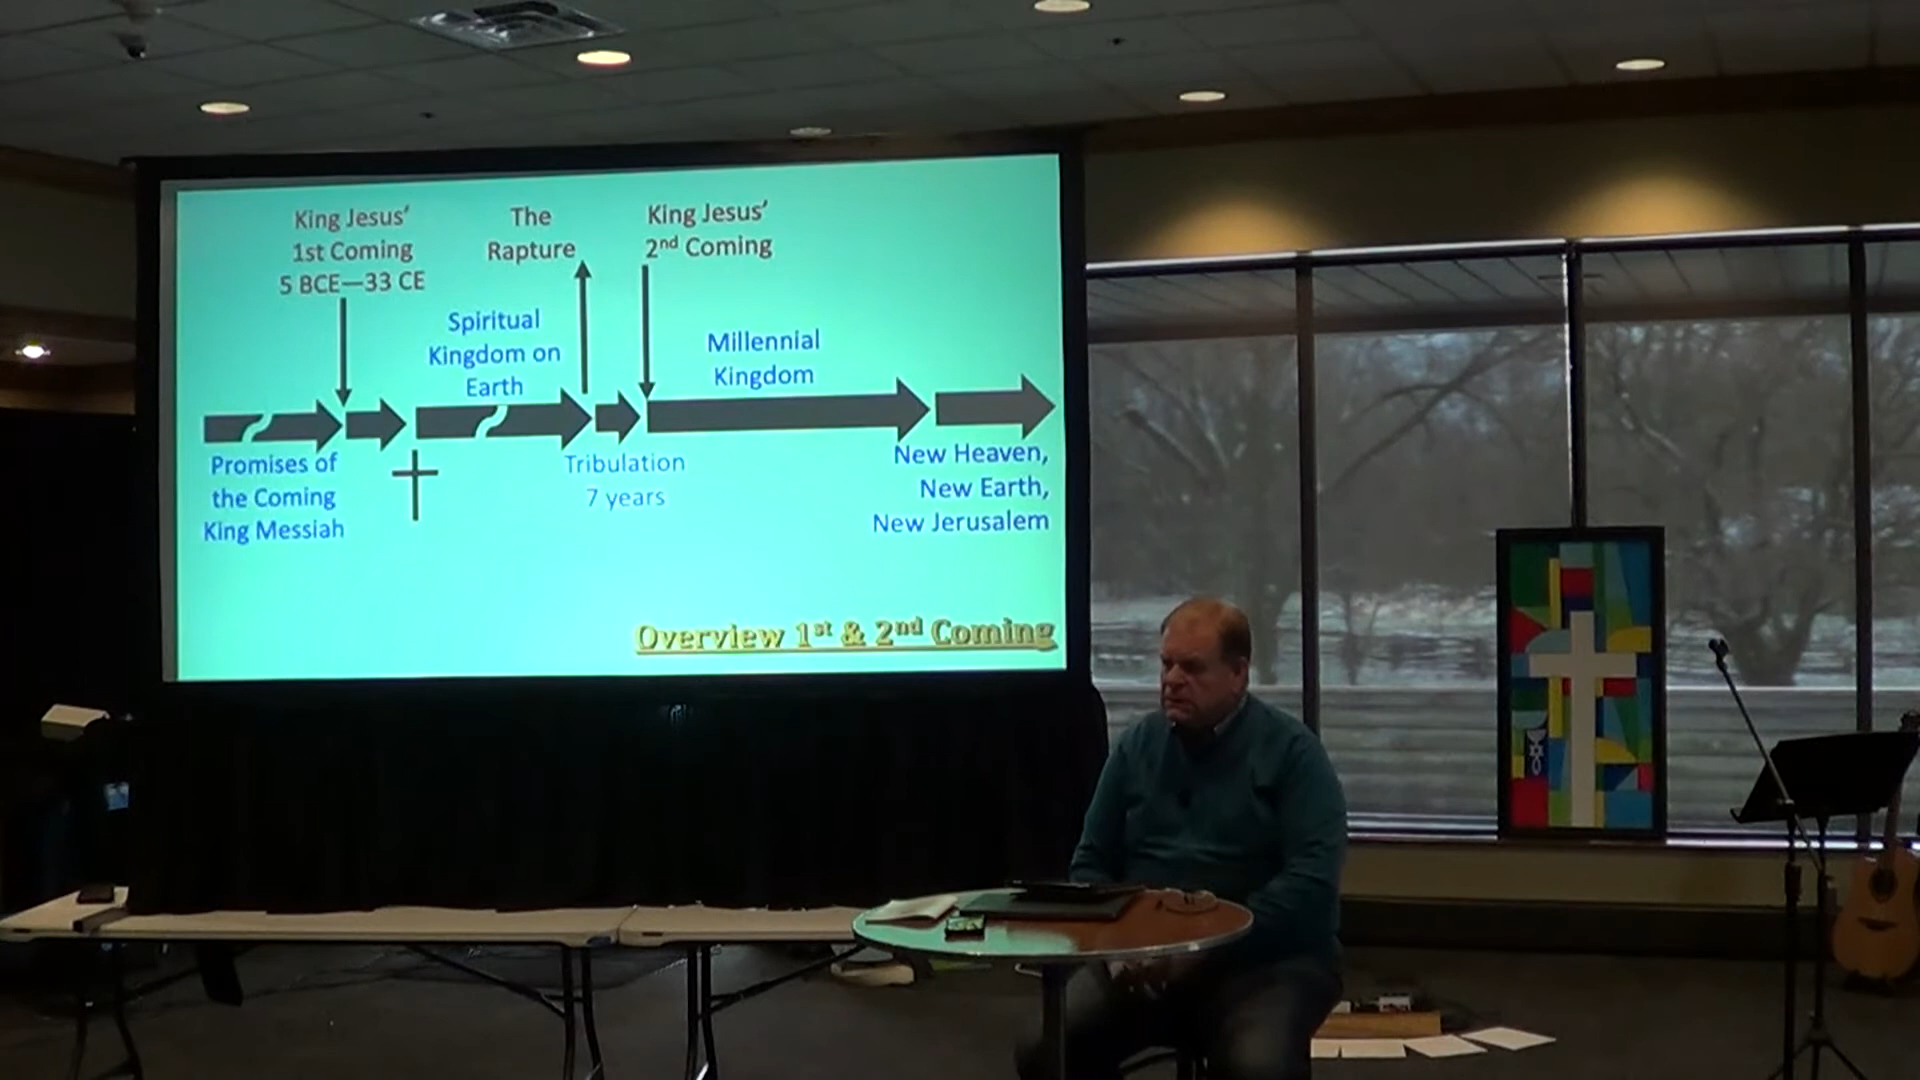 King Jesus'
1st Coming
5 BCE—33 CE
The
Rapture
King Jesus'
2nd Coming
Spiritual
Kingdom on
Earth
Millennial
Kingdom
Promises of
the Coming
King Messiah
Tribulation
7 years
New Heaven,
New Earth,
New Jerusalem
Overview 1st & 2nd Coming